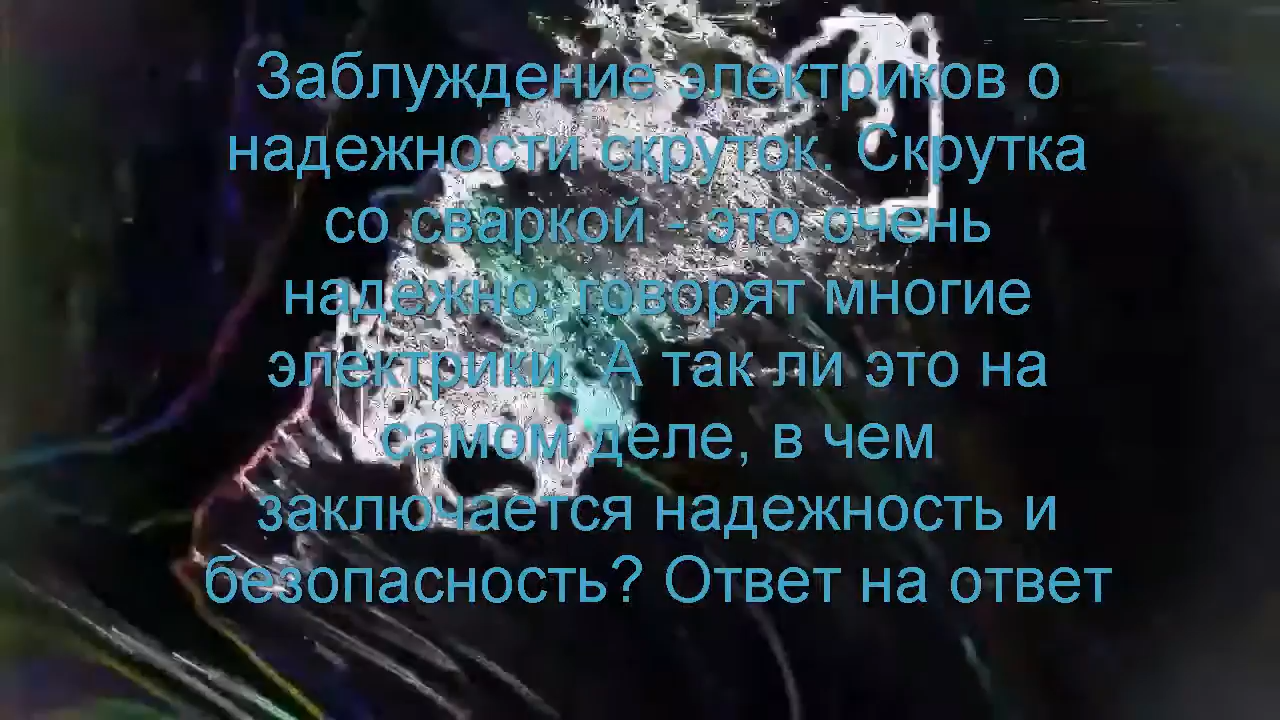 Заблуждение электриков о
надежности скруток. Скрутка
со сваркой - это очень
надежно, говорят многие
электрики. А так ли это на
самом деле, в чем
заключается надежность и
безопасность? Ответ на ответ